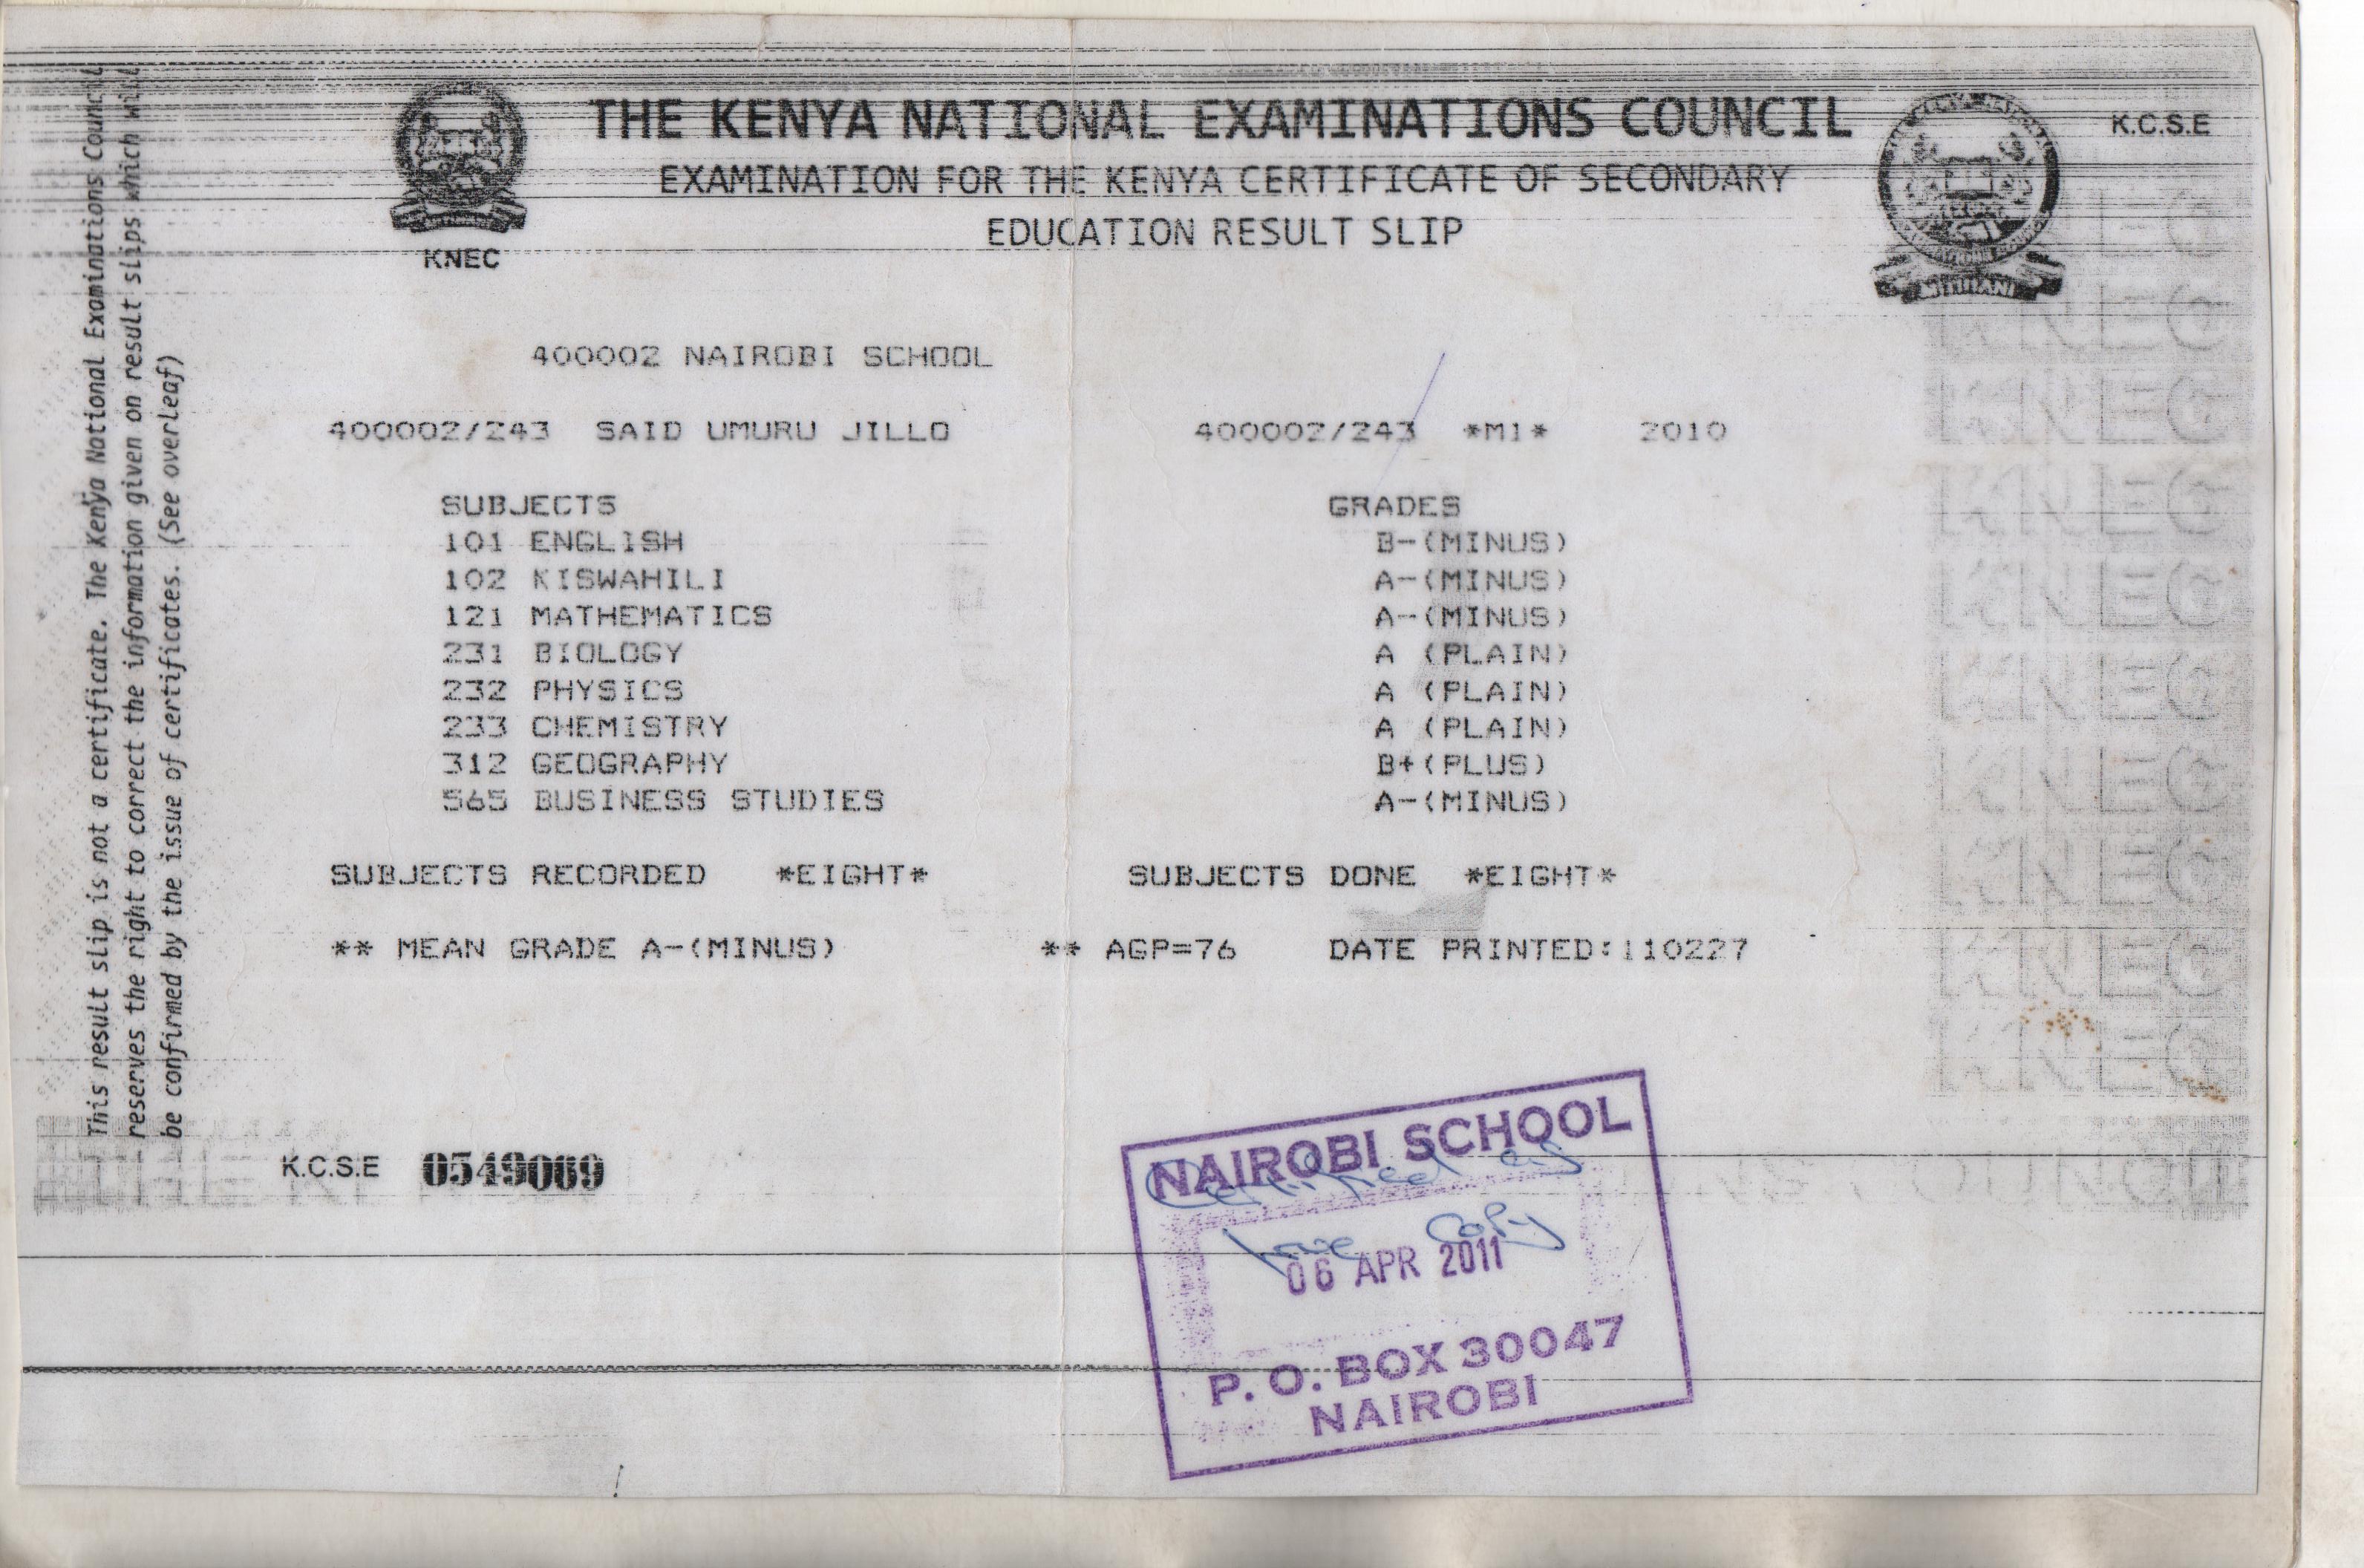 This result slip is not a certificate. The Kenya National Examinations Council
reserves the right to correct the information given on result slips which will
be confirmed by the issue of certificates. (See overleaf)
KNEC
THE KENYA NATIONAL EXAMINATIONS COUNCIL
EXAMINATION FOR THE KENYA CERTIFICATE OF SECONDARY
EDUCATION RESULT SLIP
MITIHANI
K.C.S.E
400002 NAIROBI SCHOOL
400002/243 SAID UMURU JILLO 400002/243 *M1* 2010
SUBJECTS GRADES
101 ENGLISH B-(MINUS)
102 KISWAHILI A-(MINUS)
121 MATHEMATICS A-(MINUS)
231 BIOLOGY A (PLAIN)
232 PHYSICS A (PLAIN)
233 CHEMISTRY A (PLAIN)
312 GEOGRAPHY B+(PLUS)
565 BUSINESS STUDIES A-(MINUS)
SUBJECTS RECORDED *EIGHT* SUBJECTS DONE *EIGHT*
** MEAN GRADE A-(MINUS) ** AGP=76 DATE PRINTED:110227
K.C.S.E 0549069
NAIROBI SCHOOL
Certified as
true Copy
06 APR 2011
P. O. BOX 30047
NAIROBI
KNEC
KNEC
KNEC
KNEC
KNEC
KNEC
KNEC
KNEC
KNEC